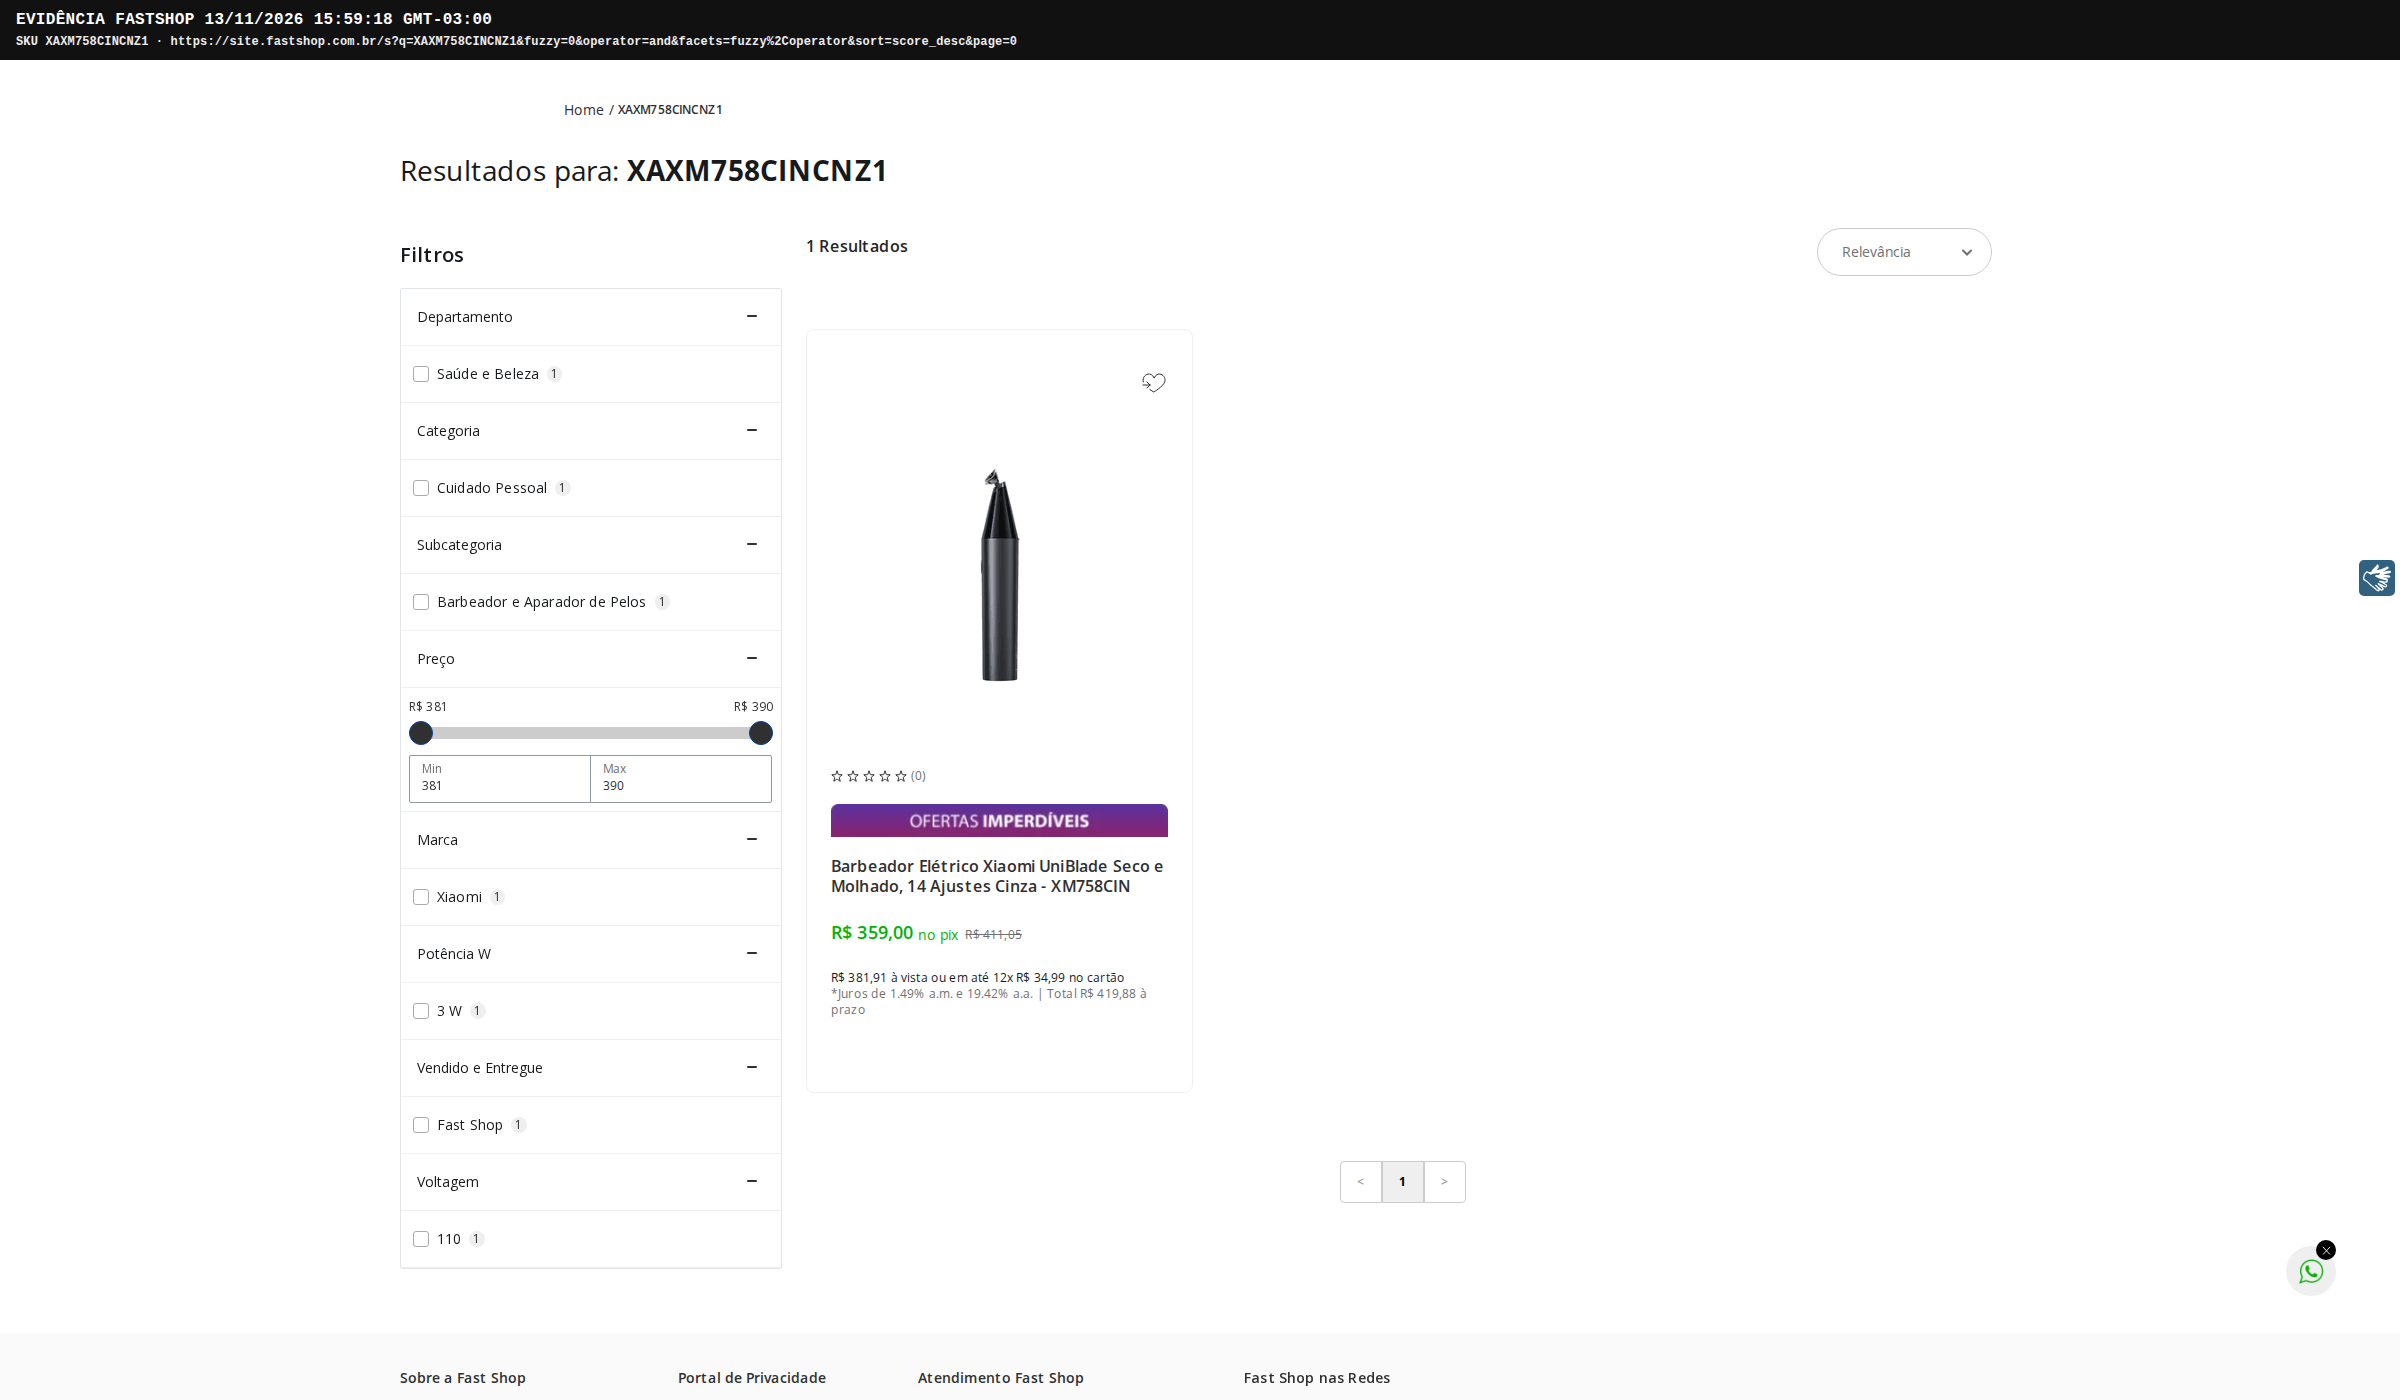 EVIDÊNCIA FASTSHOP 13/11/2026 15:59:18 GMT-03:00
SKU XAXM758CINCNZ1 · https://site.fastshop.com.br/s?q=XAXM758CINCNZ1&fuzzy=0&operator=and&facets=fuzzy%2Coperator&sort=score_desc&page=0
Home / XAXM758CINCNZ1
Resultados para: XAXM758CINCNZ1
Filtros
1 Resultados
Relevância
Departamento
Saúde e Beleza 1
Categoria
Cuidado Pessoal 1
Subcategoria
Barbeador e Aparador de Pelos 1
Preço
R$ 381 R$ 390
Min Max
381 390
Marca
Xiaomi 1
Potência W
3 W 1
Vendido e Entregue
Fast Shop 1
Voltagem
110 1
(0)
OFERTAS IMPERDÍVEIS
Barbeador Elétrico Xiaomi UniBlade Seco e
Molhado, 14 Ajustes Cinza - XM758CIN
R$ 359,00 no pix R$ 411,05
R$ 381,91 à vista ou em até 12x R$ 34,99 no cartão
*Juros de 1.49% a.m. e 19.42% a.a. | Total R$ 419,88 à
prazo
< 1 >
Sobre a Fast Shop
Portal de Privacidade
Atendimento Fast Shop
Fast Shop nas Redes